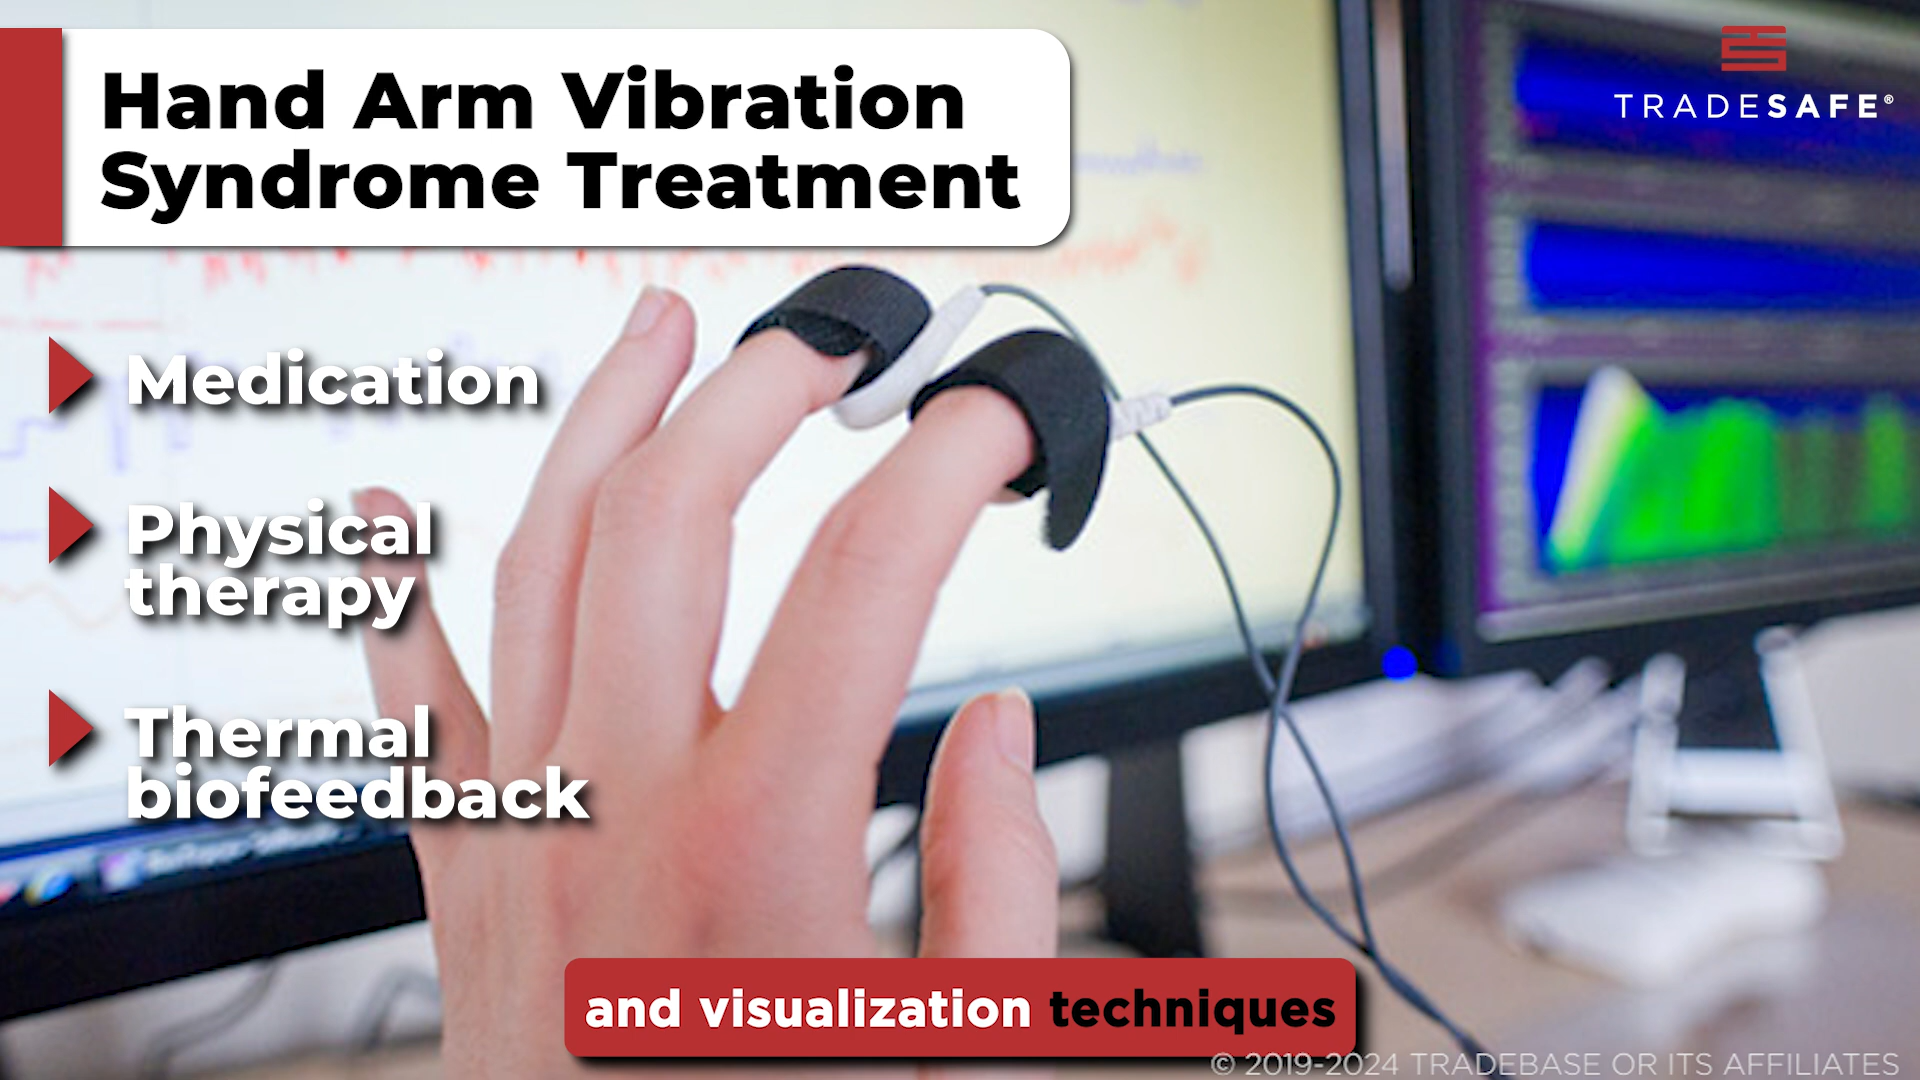 Hand Arm Vibration
Syndrome Treatment
TRADESAFE®
Medication
Physical
therapy
Thermal
biofeedback
and visualization techniques
© 2019-2024 TRADEBASE OR ITS AFFILIATES